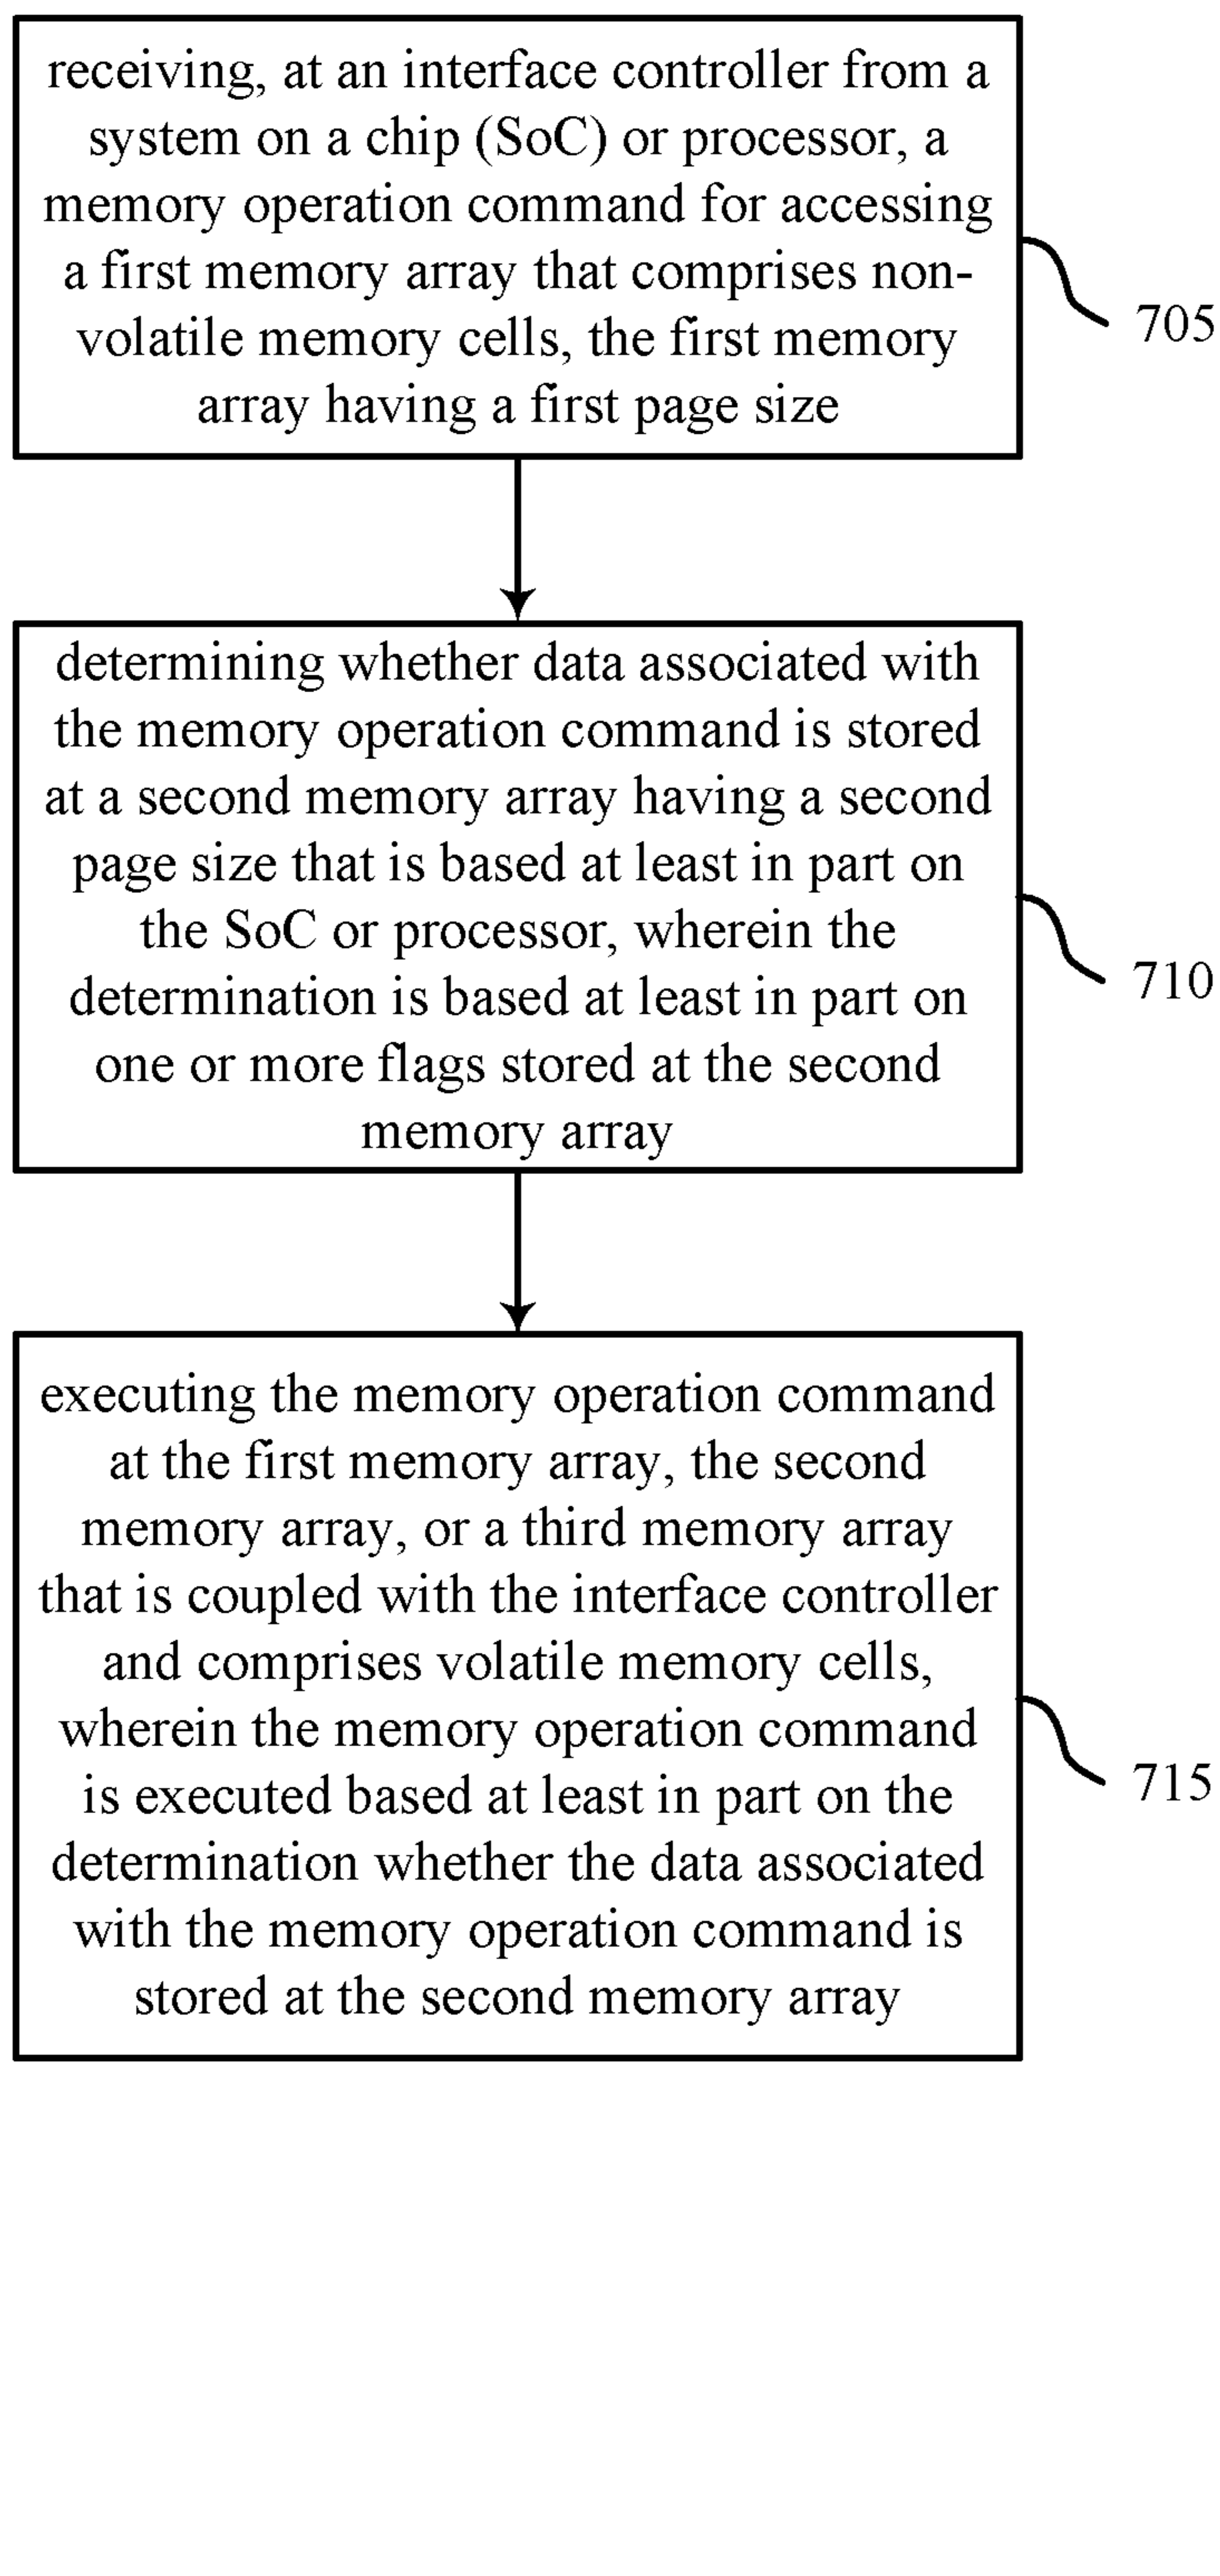 receiving, at an interface controller from a
system on a chip (SoC) or processor, a
memory operation command for accessing
a first memory array that comprises non-
volatile memory cells, the first memory
array having a first page size
705
determining whether data associated with
the memory operation command is stored
at a second memory array having a second
page size that is based at least in part on
the SoC or processor, wherein the
determination is based at least in part on
one or more flags stored at the second
memory array
710
executing the memory operation command
at the first memory array, the second
memory array, or a third memory array
that is coupled with the interface controller
and comprises volatile memory cells,
wherein the memory operation command
is executed based at least in part on the
determination whether the data associated
with the memory operation command is
stored at the second memory array
715